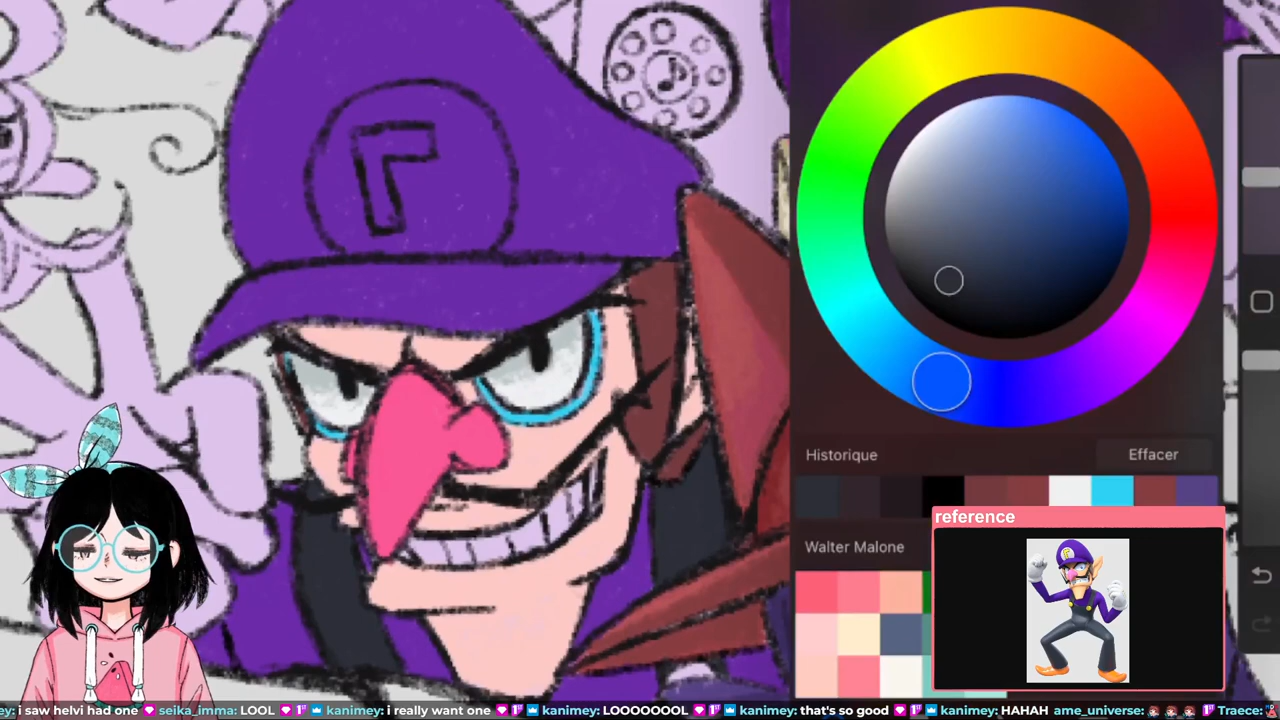 Γ
Historique Effacer
reference
Walter Malone
ey: i saw helvi had one seika_imma: LOOL kanimey: i really want one kanimey: LOOOOOOOL kanimey: that's so good kanimey: HAHAH ame_universe: Traece: